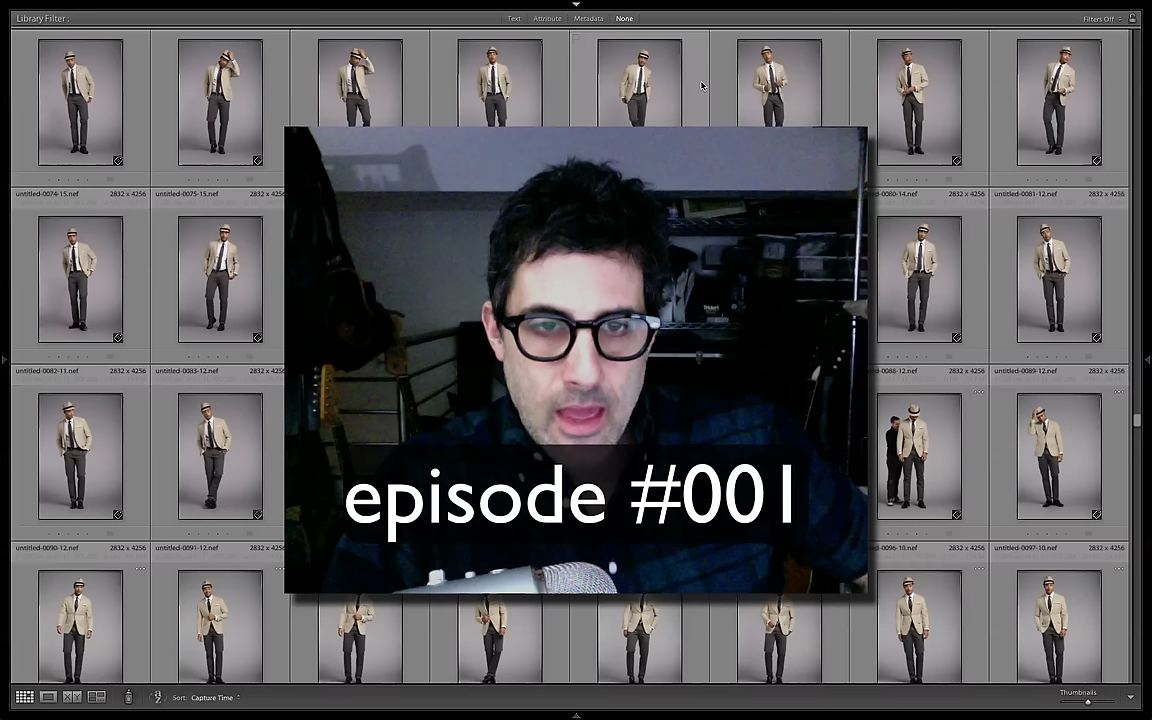 Library Filter:
Text Attribute Metadata None
Filters Off
untitled-0074-15.nef 2832 x 4256
untitled-0075-15.nef 2832 x 4256
untitled-0080-14.nef 2832 x 4256
untitled-0081-12.nef 2832 x 4256
untitled-0082-11.nef 2832 x 4256
untitled-0083-12.nef 2832 x 4256
-0088-12.nef 2832 x 4256
untitled-0089-12.nef 2832 x 4256
episode #001
untitled-0090-12.nef 2832 x 4256
untitled-0091-12.nef 2832 x 4256
-0096-10.nef 2832 x 4256
untitled-0097-10.nef 2832 x 4256
Sort: Capture Time
Thumbnails